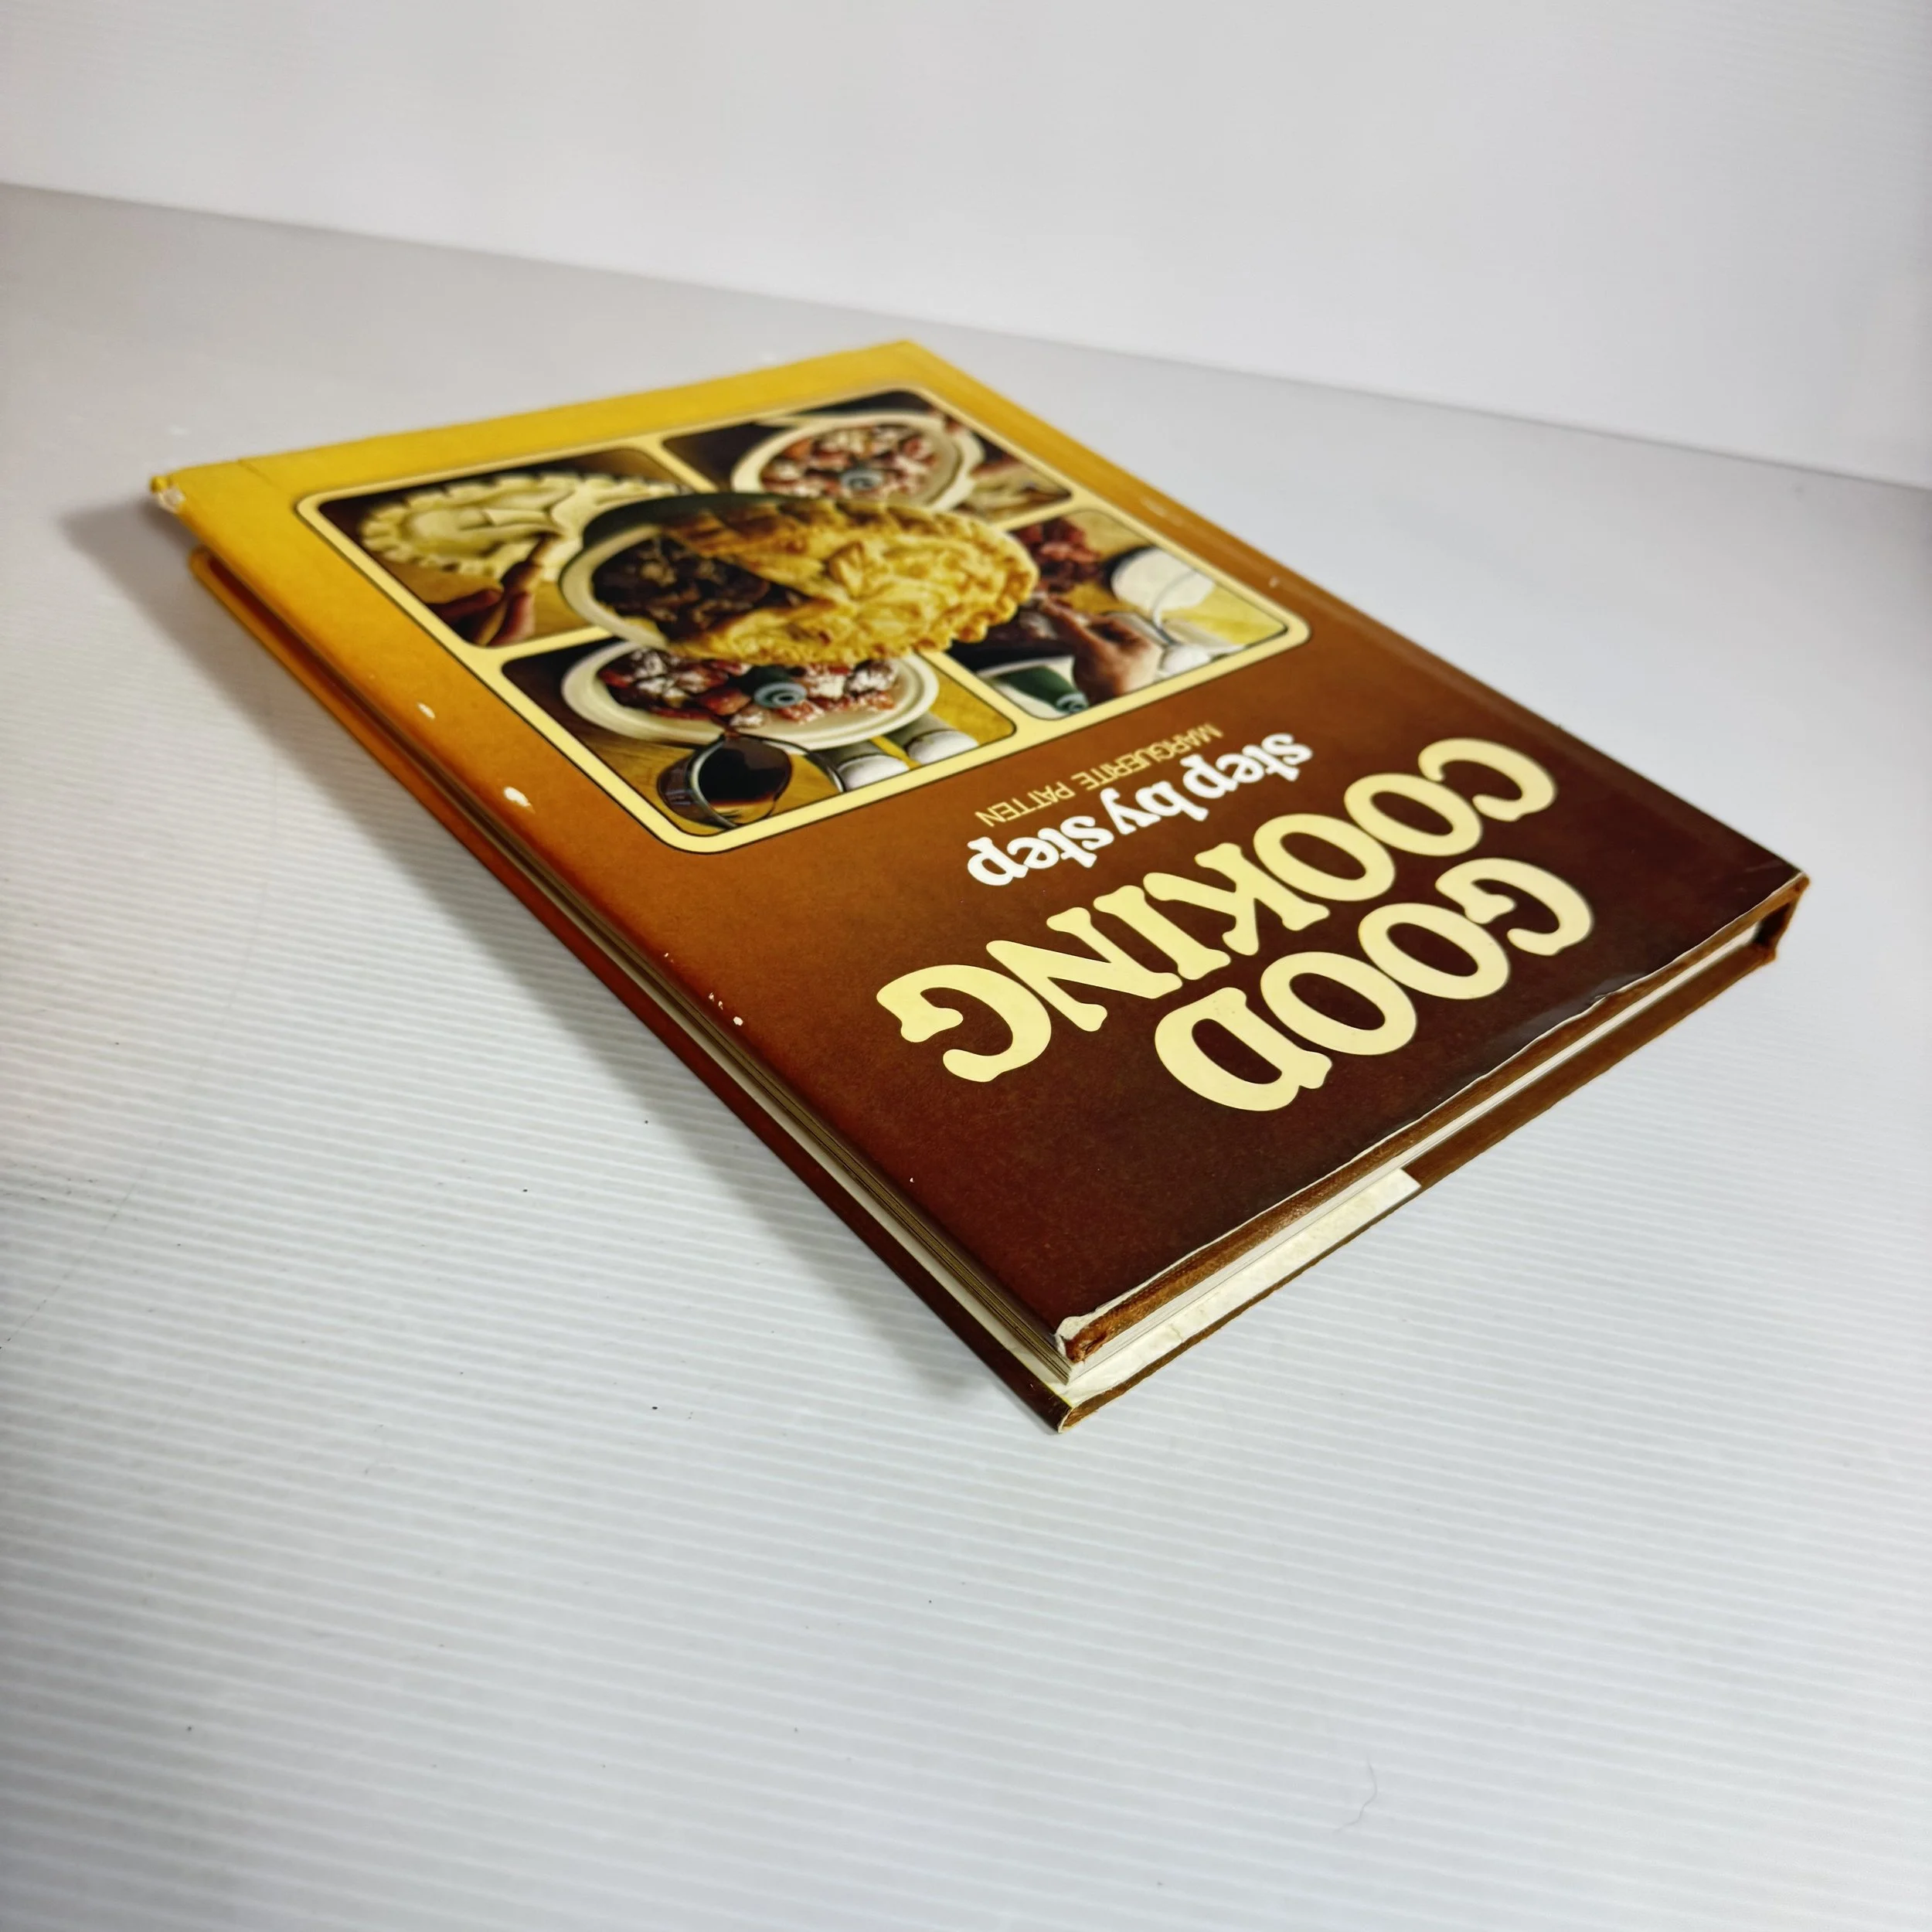 GOOD
COOKING
step by step
MARGUERITE PATTEN